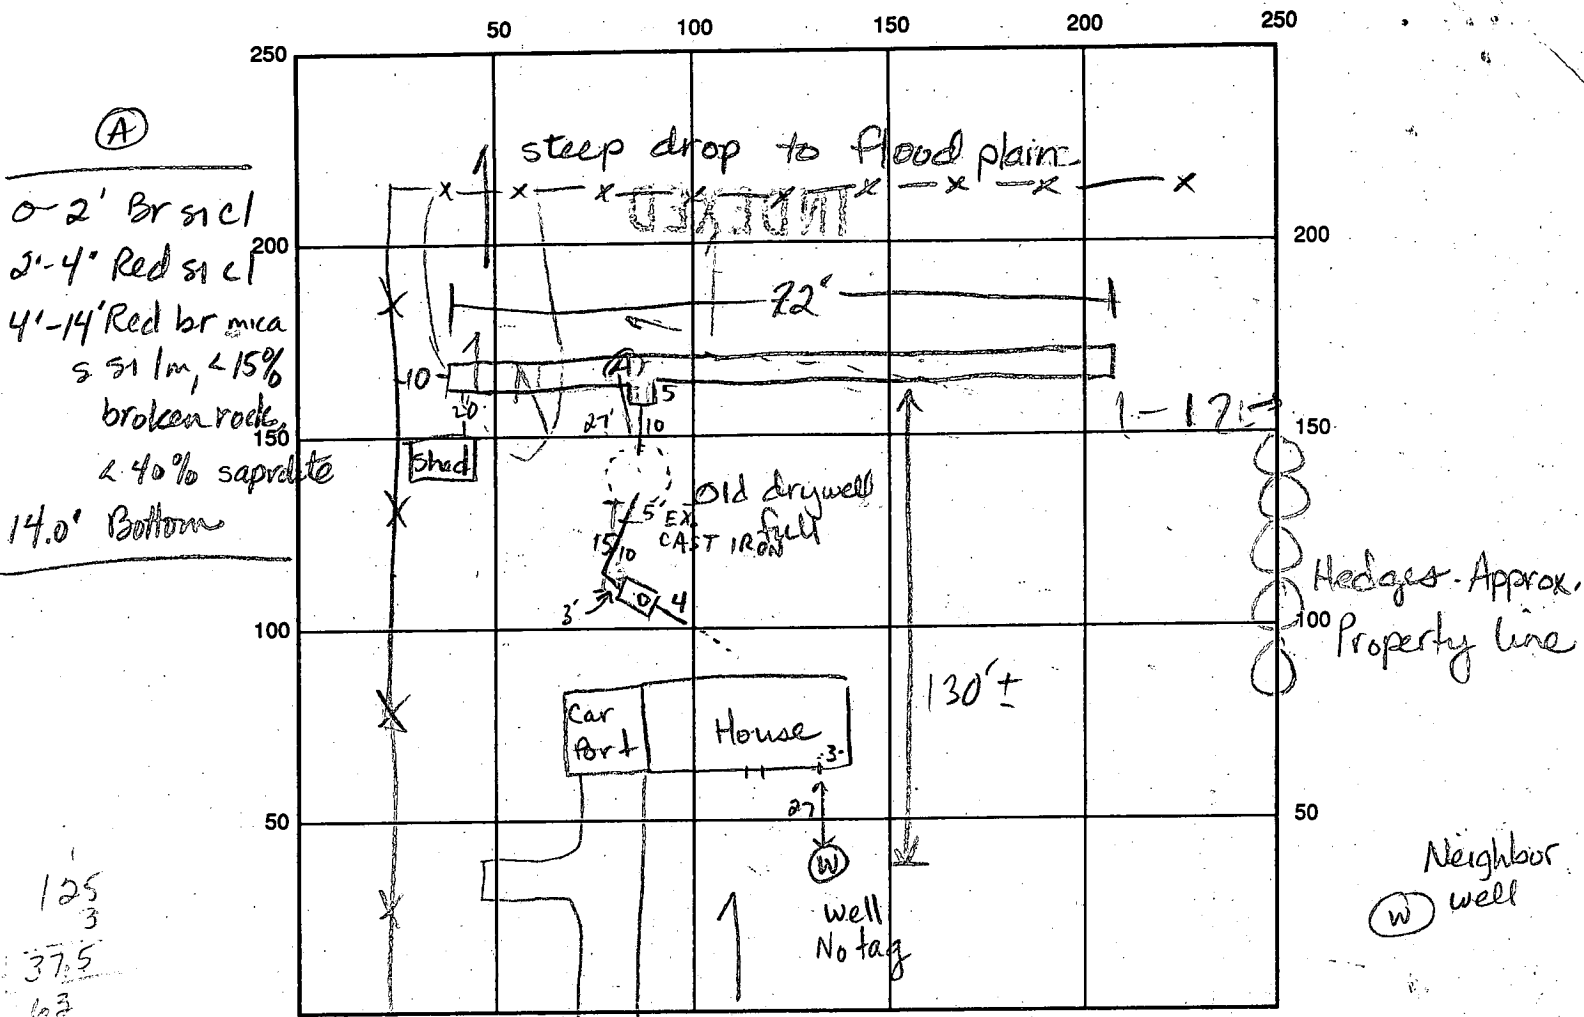 50 100 150 200 250
250
A
steep drop to flood plain
0-2' Br si cl
INDEXED
200
200
2'-4' Red si cl
72'
4'-14' Red br mica
s si lm, <15%
10
(A)
5
broken rock,
20
27'
10
150
150
<40% saprolite
Shed
Old drywell
full
14.0' Bottom
5'
EX.
CAST IRON
15
10
Hedges - Approx.
Property line
3'
4
100
100
130' ±
Car
Port
House
3
27
50
50
W
Neighbor
well
W
well
No tag
125
3
37.5